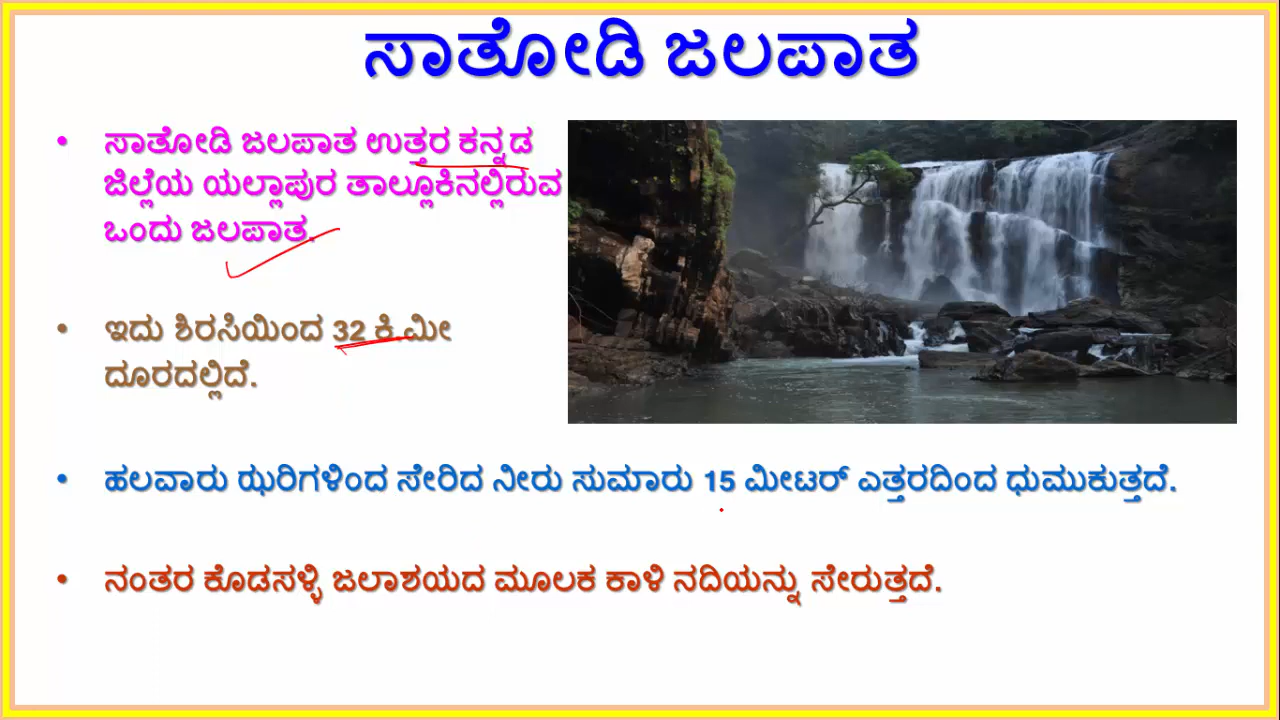 ಸಾತೋಡಿ ಜಲಪಾತ
• ಸಾತೋಡಿ ಜಲಪಾತ ಉತ್ತರ ಕನ್ನಡ
ಜಿಲ್ಲೆಯ ಯಲ್ಲಾಪುರ ತಾಲ್ಲೂಕಿನಲ್ಲಿರುವ
ಒಂದು ಜಲಪಾತ.
• ಇದು ಶಿರಸಿಯಿಂದ 32 ಕಿ.ಮೀ
ದೂರದಲ್ಲಿದೆ.
• ಹಲವಾರು ಝರಿಗಳಿಂದ ಸೇರಿದ ನೀರು ಸುಮಾರು 15 ಮೀಟರ್ ಎತ್ತರದಿಂದ ಧುಮುಕುತ್ತದೆ.
• ನಂತರ ಕೊಡಸಳ್ಳಿ ಜಲಾಶಯದ ಮೂಲಕ ಕಾಳಿ ನದಿಯನ್ನು ಸೇರುತ್ತದೆ.